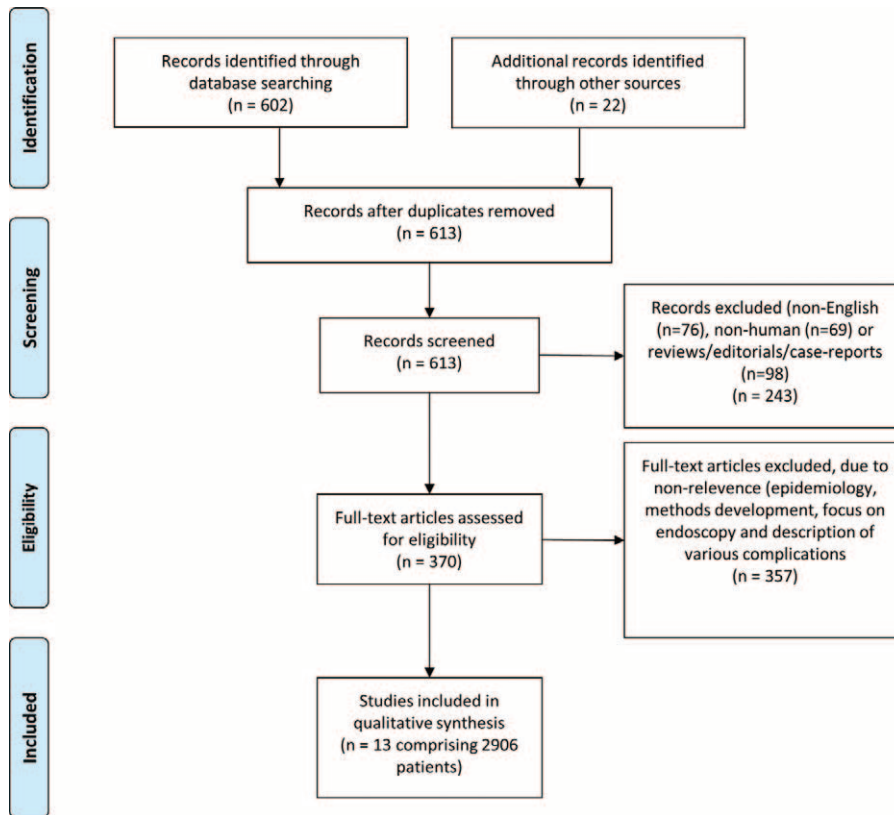 Identification
Records identified through
database searching
(n = 602)
Additional records identified
through other sources
(n = 22)
Records after duplicates removed
(n = 613)
Screening
Records screened
(n = 613)
Records excluded (non-English
(n=76), non-human (n=69) or
reviews/editorials/case-reports
(n=98)
(n = 243)
Eligibility
Full-text articles assessed
for eligibility
(n = 370)
Full-text articles excluded, due to
non-relevence (epidemiology,
methods development, focus on
endoscopy and description of
various complications
(n = 357)
Included
Studies included in
qualitative synthesis
(n = 13 comprising 2906
patients)